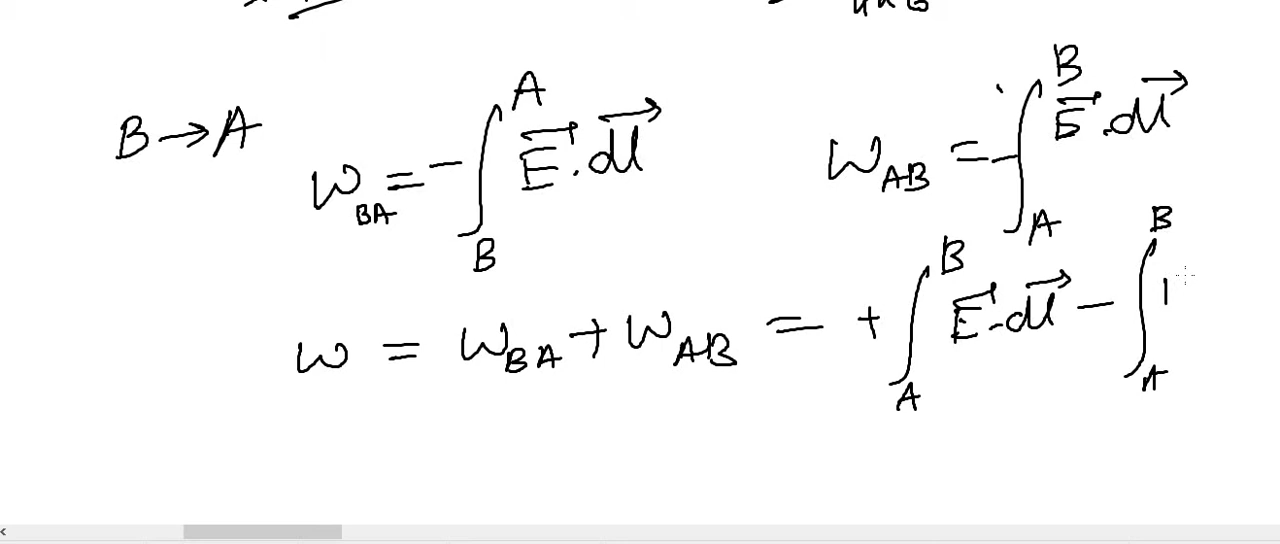 B → A
W_BA = - ∫_B^A E⃗ . dl⃗
W_AB = - ∫_A^B E⃗ . dl⃗
W = W_BA + W_AB = + ∫_A^B E⃗ . dl⃗ - ∫_A^B